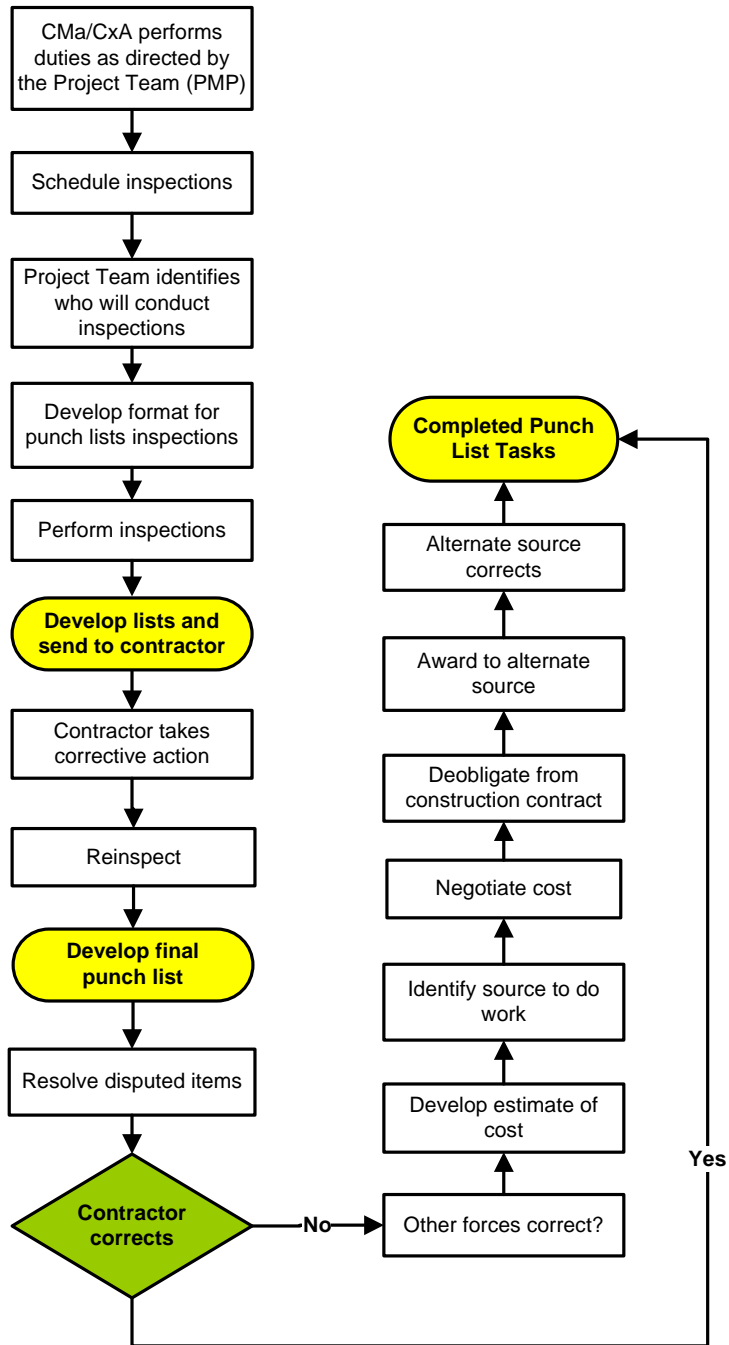 CMa/CxA performs
duties as directed by
the Project Team (PMP)
Schedule inspections
Project Team identifies
who will conduct
inspections
Develop format for
punch lists inspections
Perform inspections
Develop lists and
send to contractor
Contractor takes
corrective action
Reinspect
Develop final
punch list
Resolve disputed items
Contractor
corrects
No
Other forces correct?
Develop estimate of
cost
Identify source to do
work
Negotiate cost
Deobligate from
construction contract
Award to alternate
source
Alternate source
corrects
Completed Punch
List Tasks
Yes